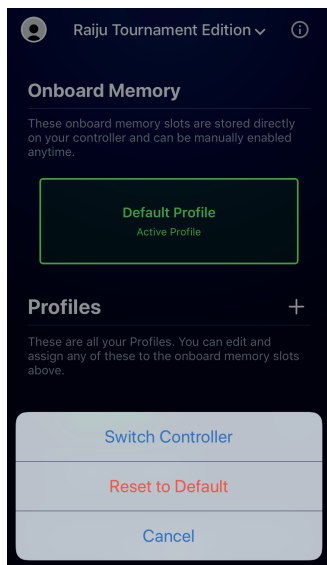 Raiju Tournament Edition
Onboard Memory
These onboard memory slots are stored directly
on your controller and can be manually enabled
anytime.
Default Profile
Active Profile
Profiles
These are all your Profiles. You can edit and
assign any of these to the onboard memory slots
above.
Switch Controller
Reset to Default
Cancel